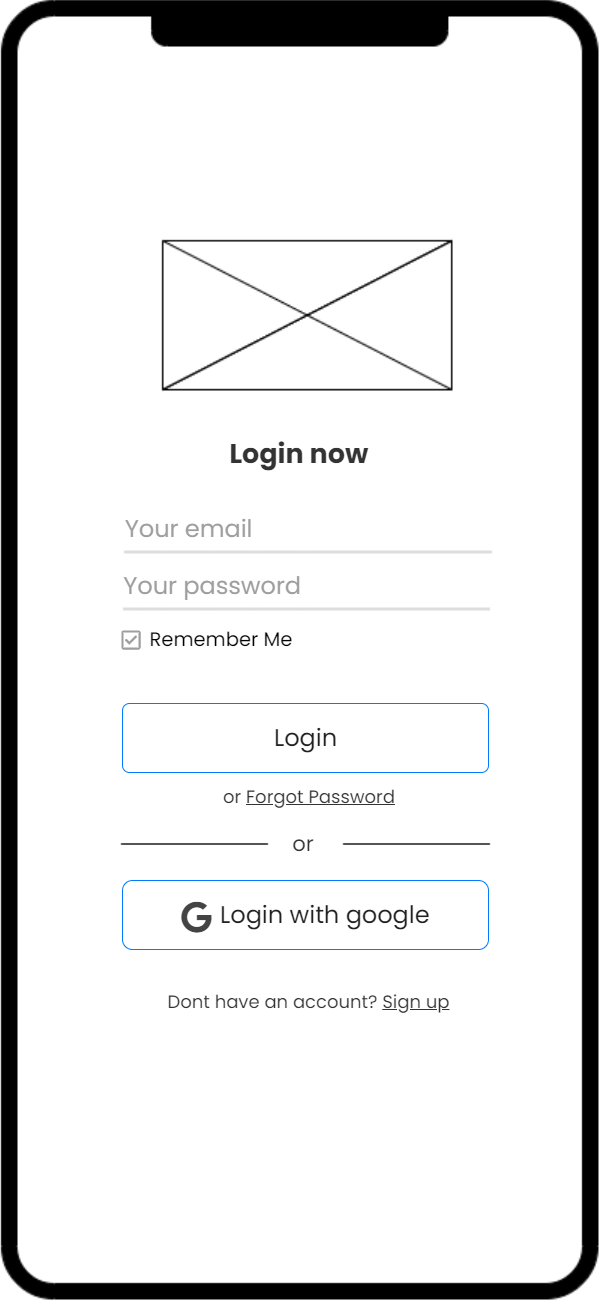 Login now
Your email
Your password
Remember Me
Login
or Forgot Password
or
G Login with google
Dont have an account? Sign up